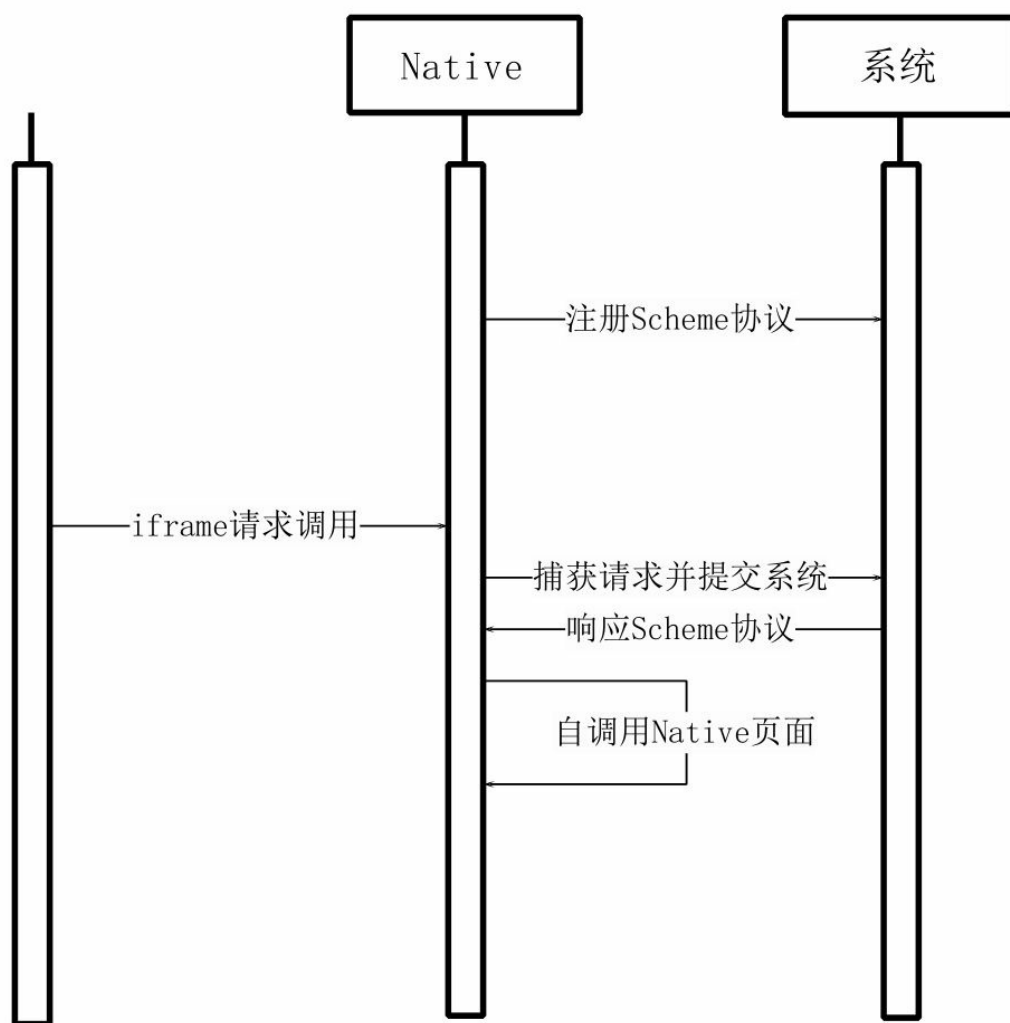 Native
系统
注册Scheme协议
iframe请求调用
捕获请求并提交系统
响应Scheme协议
自调用Native页面